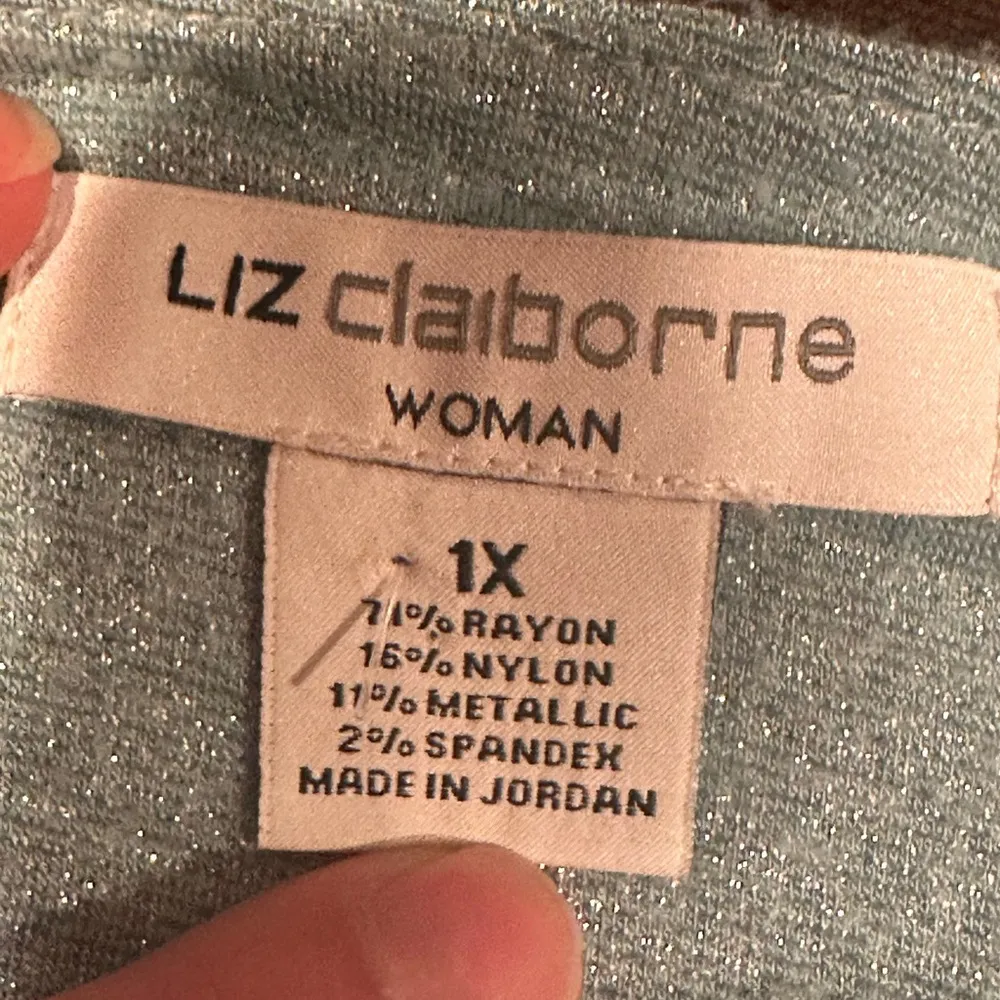 LIZ claiborne
WOMAN
1X
71% RAYON
16% NYLON
11% METALLIC
2% SPANDEX
MADE IN JORDAN